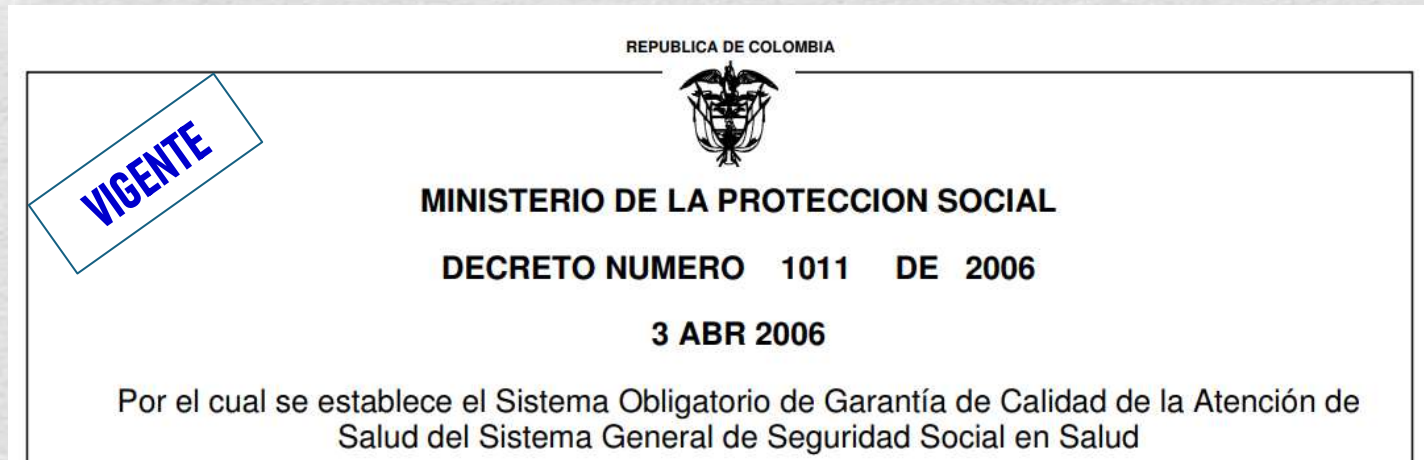 REPUBLICA DE COLOMBIA
VIGENTE
MINISTERIO DE LA PROTECCION SOCIAL
DECRETO NUMERO 1011 DE 2006
3 ABR 2006
Por el cual se establece el Sistema Obligatorio de Garantía de Calidad de la Atención de
Salud del Sistema General de Seguridad Social en Salud